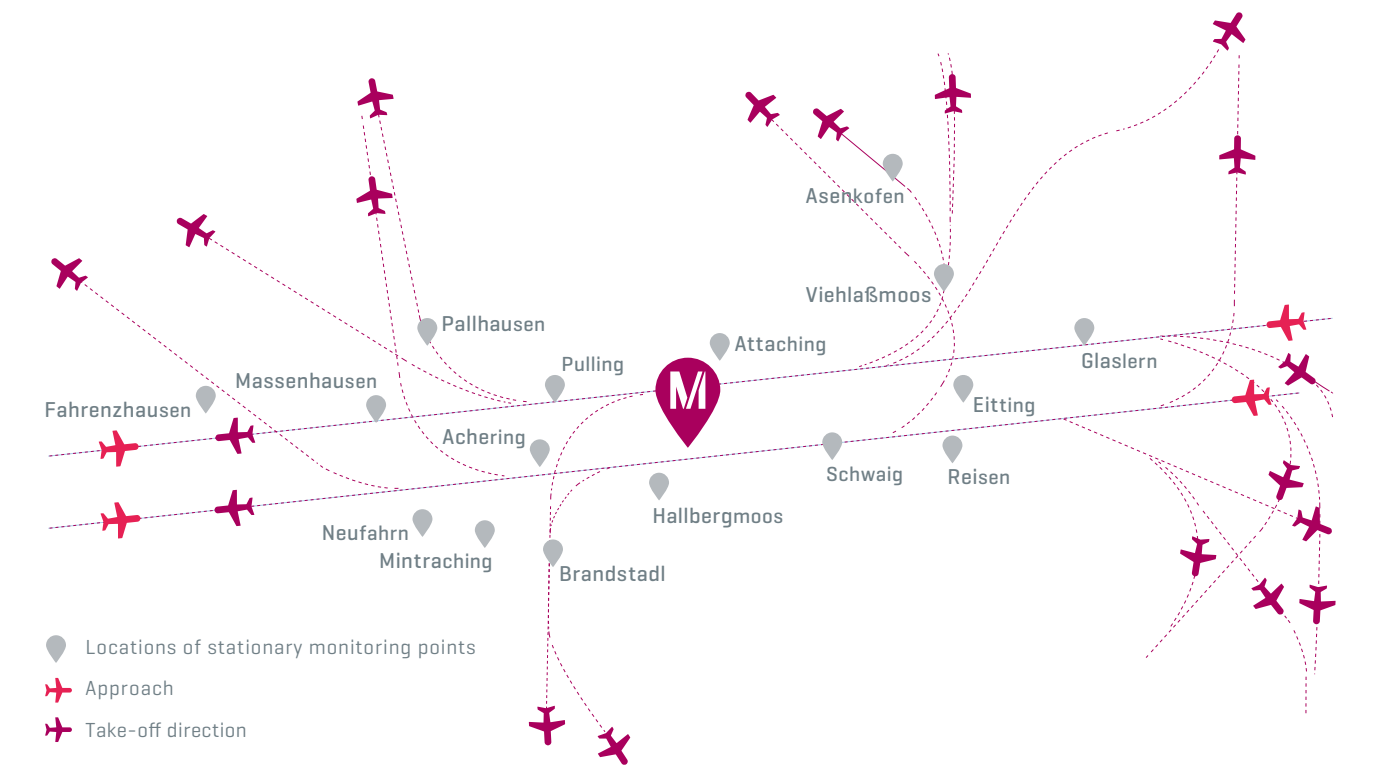 Asenkofen
Viehlaßmoos
Pallhausen
Attaching
Pulling
Glaslern
Massenhausen
Fahrenzhausen
M
Eitting
Achering
Schwaig
Reisen
Hallbergmoos
Neufahrn
Mintraching
Brandstadl
Locations of stationary monitoring points
Approach
Take-off direction